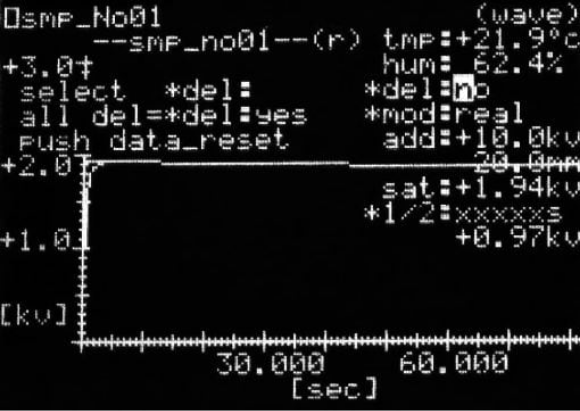 smp_No01 (wave)
--smp_no01--(r) tmp:+21.9°c
+3.0 hum: 62.4%
select *del: *del:no
all del=*del:yes *mod:real
push data_reset add:+10.0kv
+2.0 20.0mm
sat:+1.94kv
*1/2:xxxxxs
+1.0 +0.97kv
[kv]
30.000 60.000
[sec]